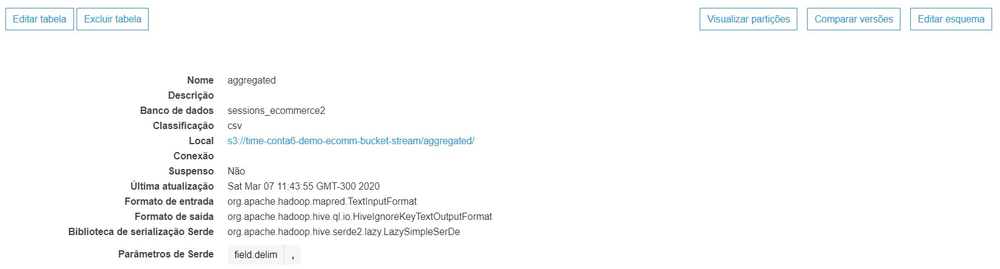 Editar tabela Excluir tabela Visualizar partições Comparar versões Editar esquema
Nome aggregated
Descrição
Banco de dados sessions_ecommerce2
Classificação csv
Local s3://time-conta6-demo-ecomm-bucket-stream/aggregated/
Conexão
Suspenso Não
Última atualização Sat Mar 07 11:43:55 GMT-300 2020
Formato de entrada org.apache.hadoop.mapred.TextInputFormat
Formato de saída org.apache.hadoop.hive.ql.io.HiveIgnoreKeyTextOutputFormat
Biblioteca de serialização Serde org.apache.hadoop.hive.serde2.lazy.LazySimpleSerDe
Parâmetros de Serde field.delim ,